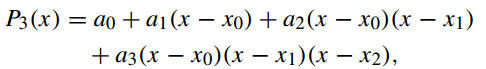 P₃(x) = a₀ + a₁(x − x₀) + a₂(x − x₀)(x − x₁)
+ a₃(x − x₀)(x − x₁)(x − x₂),